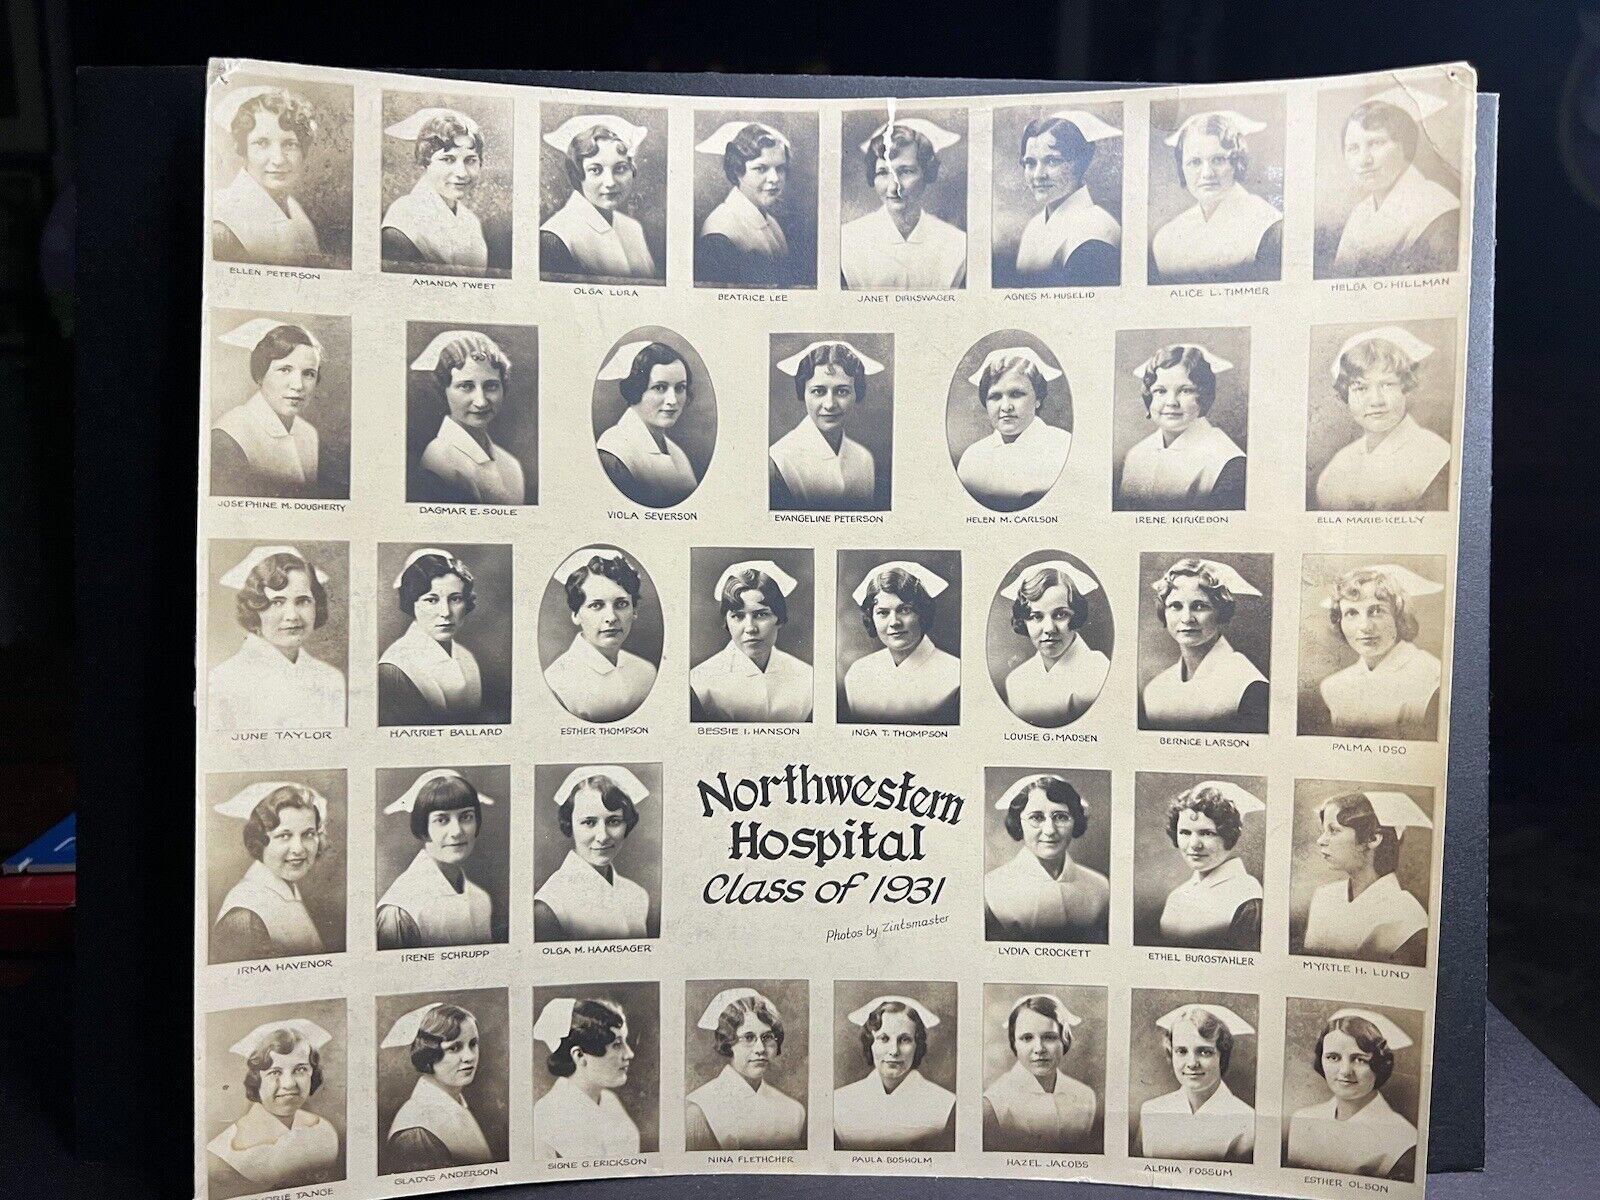 ELLEN PETERSON
AMANDA TWEET
OLGA LURA
BEATRICE LEE
JANET DIRKSWAGER
AGNES M. HUSELID
ALICE L. TIMMER
HELGA O. HILLMAN
JOSEPHINE M. DOUGHERTY
DAGMAR E. SOULE
VIOLA SEVERSON
EVANGELINE PETERSON
HELEN M. CARLSON
IRENE KIRKEBON
ELLA MARIE KELLY
JUNE TAYLOR
HARRIET BALLARD
ESTHER THOMPSON
BESSIE I. HANSON
INGA T. THOMPSON
LOUISE G. MADSEN
BERNICE LARSON
PALMA IDSO
IRMA HAVENOR
IRENE SCHRUPP
OLGA M. HAARSAGER
Northwestern
Hospital
Class of 1931
Photos by Zintsmaster
LYDIA CROCKETT
ETHEL BURGSTAHLER
MYRTLE H. LUND
TANGE
GLADYS ANDERSON
SIGNE G. ERICKSON
NINA FLETHCHER
PAULA BOSHOLM
HAZEL JACOBS
ALPHIA FOSSUM
ESTHER OLSON